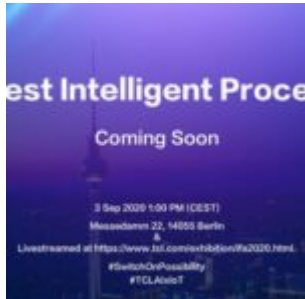 est Intelligent Proce
Coming Soon
3 Sep 2020 1:00 PM (CEST)
Messedamm 22, 14055 Berlin
&
Livestreamed at https://www.tcl.com/exhibition/ifa2020.html.
#SwitchOnPossibility
#TCLAIxIoT